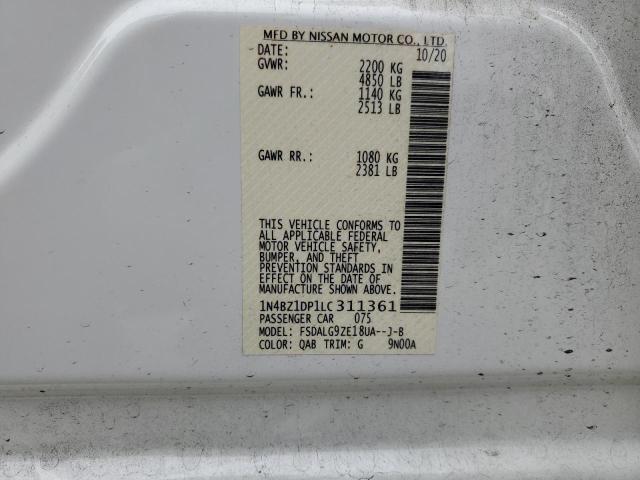 MFD BY NISSAN MOTOR CO., LTD.
DATE: 10/20
GVWR: 2200 KG
4850 LB
GAWR FR.: 1140 KG
2513 LB
GAWR RR.: 1080 KG
2381 LB
THIS VEHICLE CONFORMS TO
ALL APPLICABLE FEDERAL
MOTOR VEHICLE SAFETY,
BUMPER, AND THEFT
PREVENTION STANDARDS IN
EFFECT ON THE DATE OF
MANUFACTURE SHOWN ABOVE.
1N4BZ1DP1LC311361
PASSENGER CAR 075
MODEL: FSDALG9ZE18UA--J-B
COLOR: QAB TRIM: G 9N00A